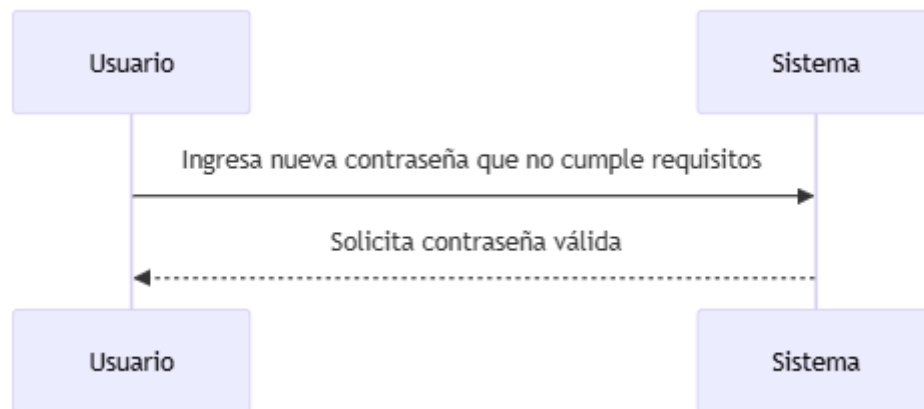 Usuario
Sistema
Ingresa nueva contraseña que no cumple requisitos
Solicita contraseña válida
Usuario
Sistema